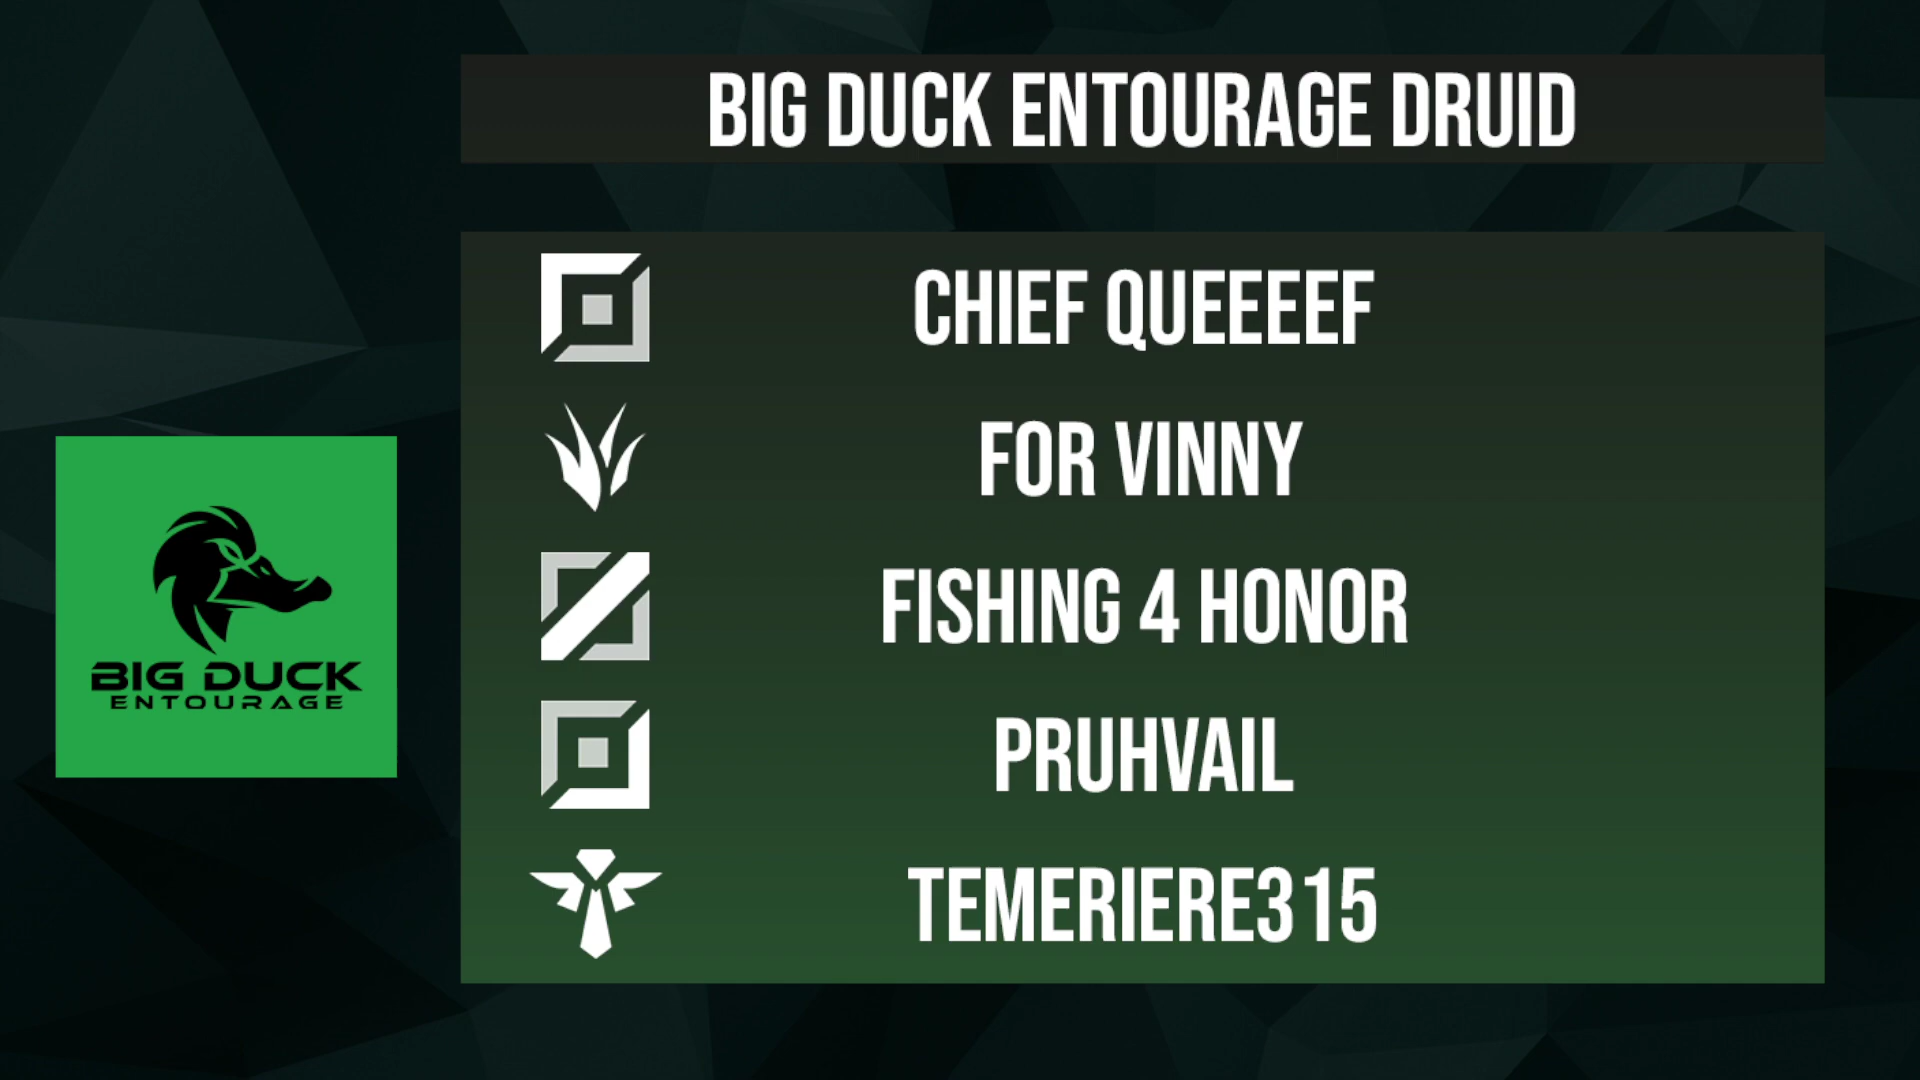 BIG DUCK ENTOURAGE DRUID
CHIEF QUEEEEF
FOR VINNY
FISHING 4 HONOR
PRUHVAIL
TEMERIERE315
BIG DUCK
ENTOURAGE